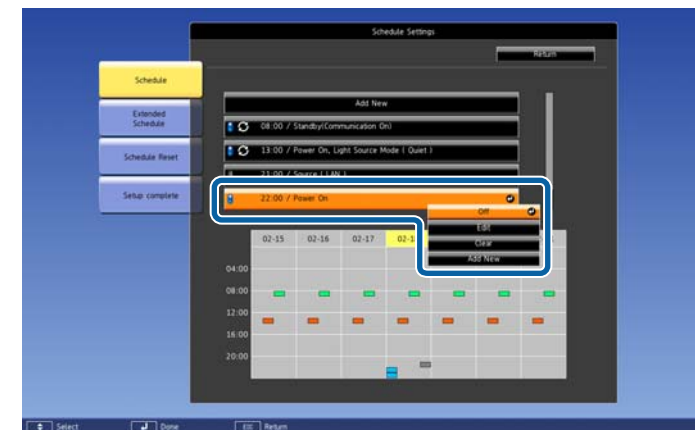 Schedule Settings
Return
Schedule
Extended
Schedule
Schedule Reset
Setup complete
Add New
08:00 / Standby(Communication On)
13:00 / Power On, Light Source Mode ( Quiet )
21:00 / Source ( LAN )
22:00 / Power On
Off
Edit
Clear
Add New
02-15 02-16 02-17
04:00
08:00
12:00
16:00
20:00
Select Done Return